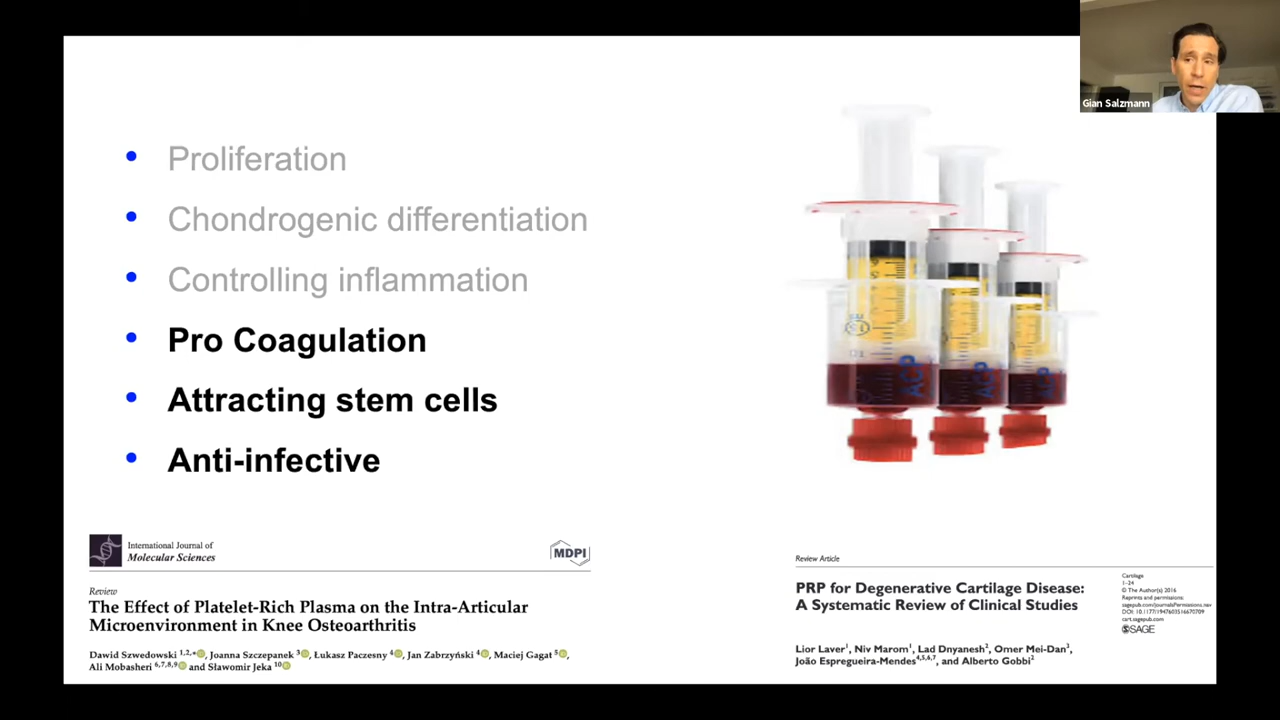 Gian Salzmann
Proliferation
Chondrogenic differentiation
Controlling inflammation
Pro Coagulation
Attracting stem cells
Anti-infective
ACP
ACP
ACP
International Journal of
Molecular Sciences
MDPI
Review
The Effect of Platelet-Rich Plasma on the Intra-Articular
Microenvironment in Knee Osteoarthritis
Dawid Szwedowski 1,2,*, Joanna Szczepanek 3, Łukasz Paczesny 4, Jan Zabrzyński 4, Maciej Gagat 5,
Ali Mobasheri 6,7,8,9 and Sławomir Jeka 10
Review Article
PRP for Degenerative Cartilage Disease:
A Systematic Review of Clinical Studies
Cartilage
1–24
© The Author(s) 2016
Reprints and permissions:
sagepub.com/journalsPermissions.nav
DOI: 10.1177/1947603516670709
cart.sagepub.com
SAGE
Lior Laver1, Niv Marom1, Lad Dnyanesh2, Omer Mei-Dan3,
João Espregueira-Mendes4,5,6,7, and Alberto Gobbi2